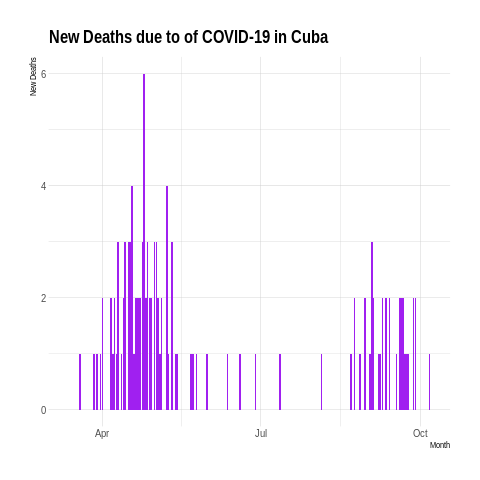 New Deaths due to of COVID-19 in Cuba
New Deaths
6
4
2
0
Apr
Jul
Oct
Month